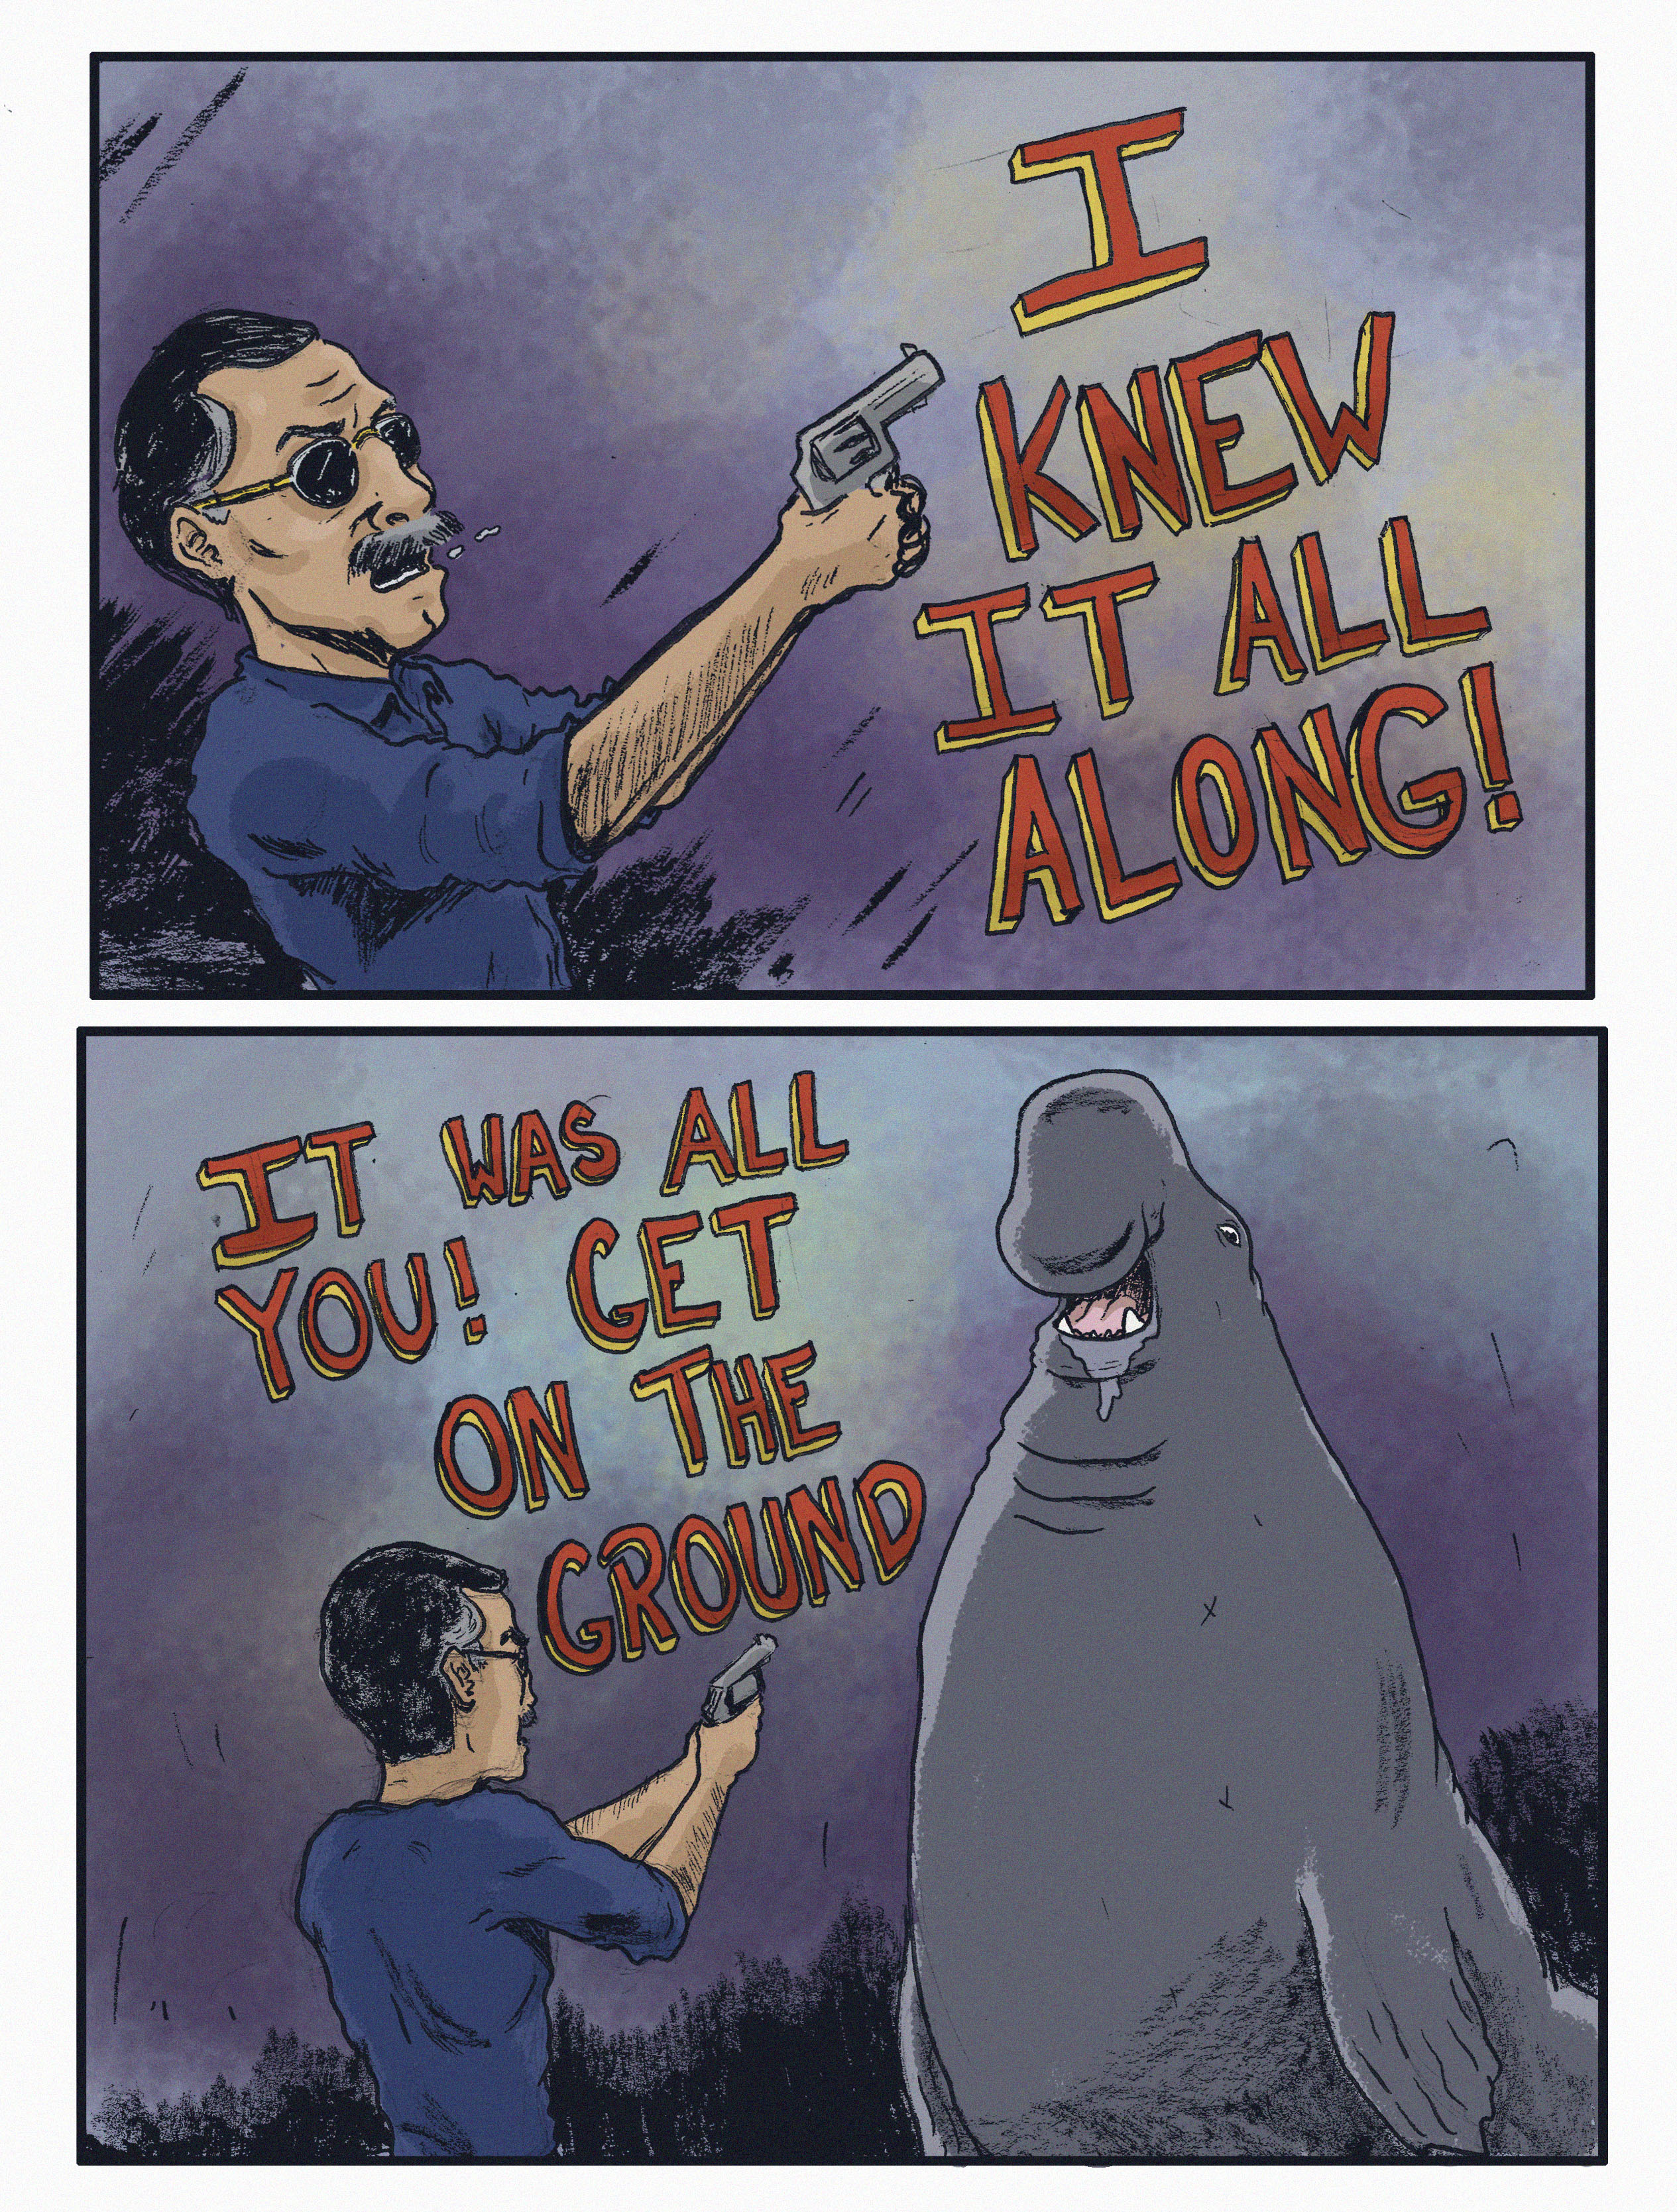 I
KNEW
IT ALL
ALONG!
IT WAS ALL
YOU! GET
ON THE
GROUND